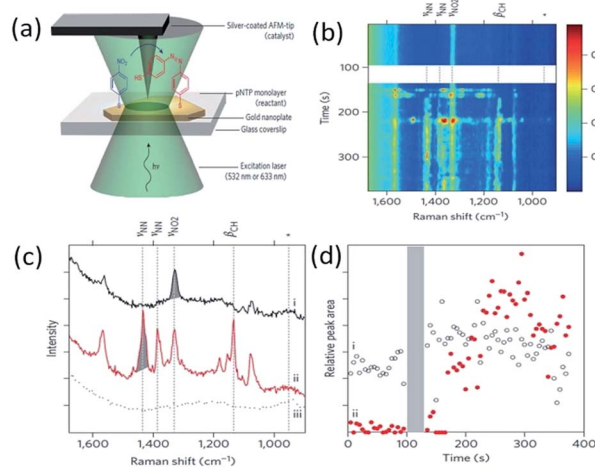 (a)
Silver-coated AFM-tip
(catalyst)
NO₂
N
N
HS
S
S
pNTP monolayer
(reactant)
Gold nanoplate
Glass coverslip
hν
Excitation laser
(532 nm or 633 nm)
(b)
νNN
νNN
νNO2
βCH
*
Time (s)
100
200
300
1,600
1,400
1,200
1,000
Raman shift (cm⁻¹)
C
C
C
C
C
(c)
νNN
νNN
νNO2
βCH
*
Intensity
i
ii
iii
1,600
1,400
1,200
1,000
Raman shift (cm⁻¹)
(d)
Relative peak area
i
ii
0
100
200
300
400
Time (s)